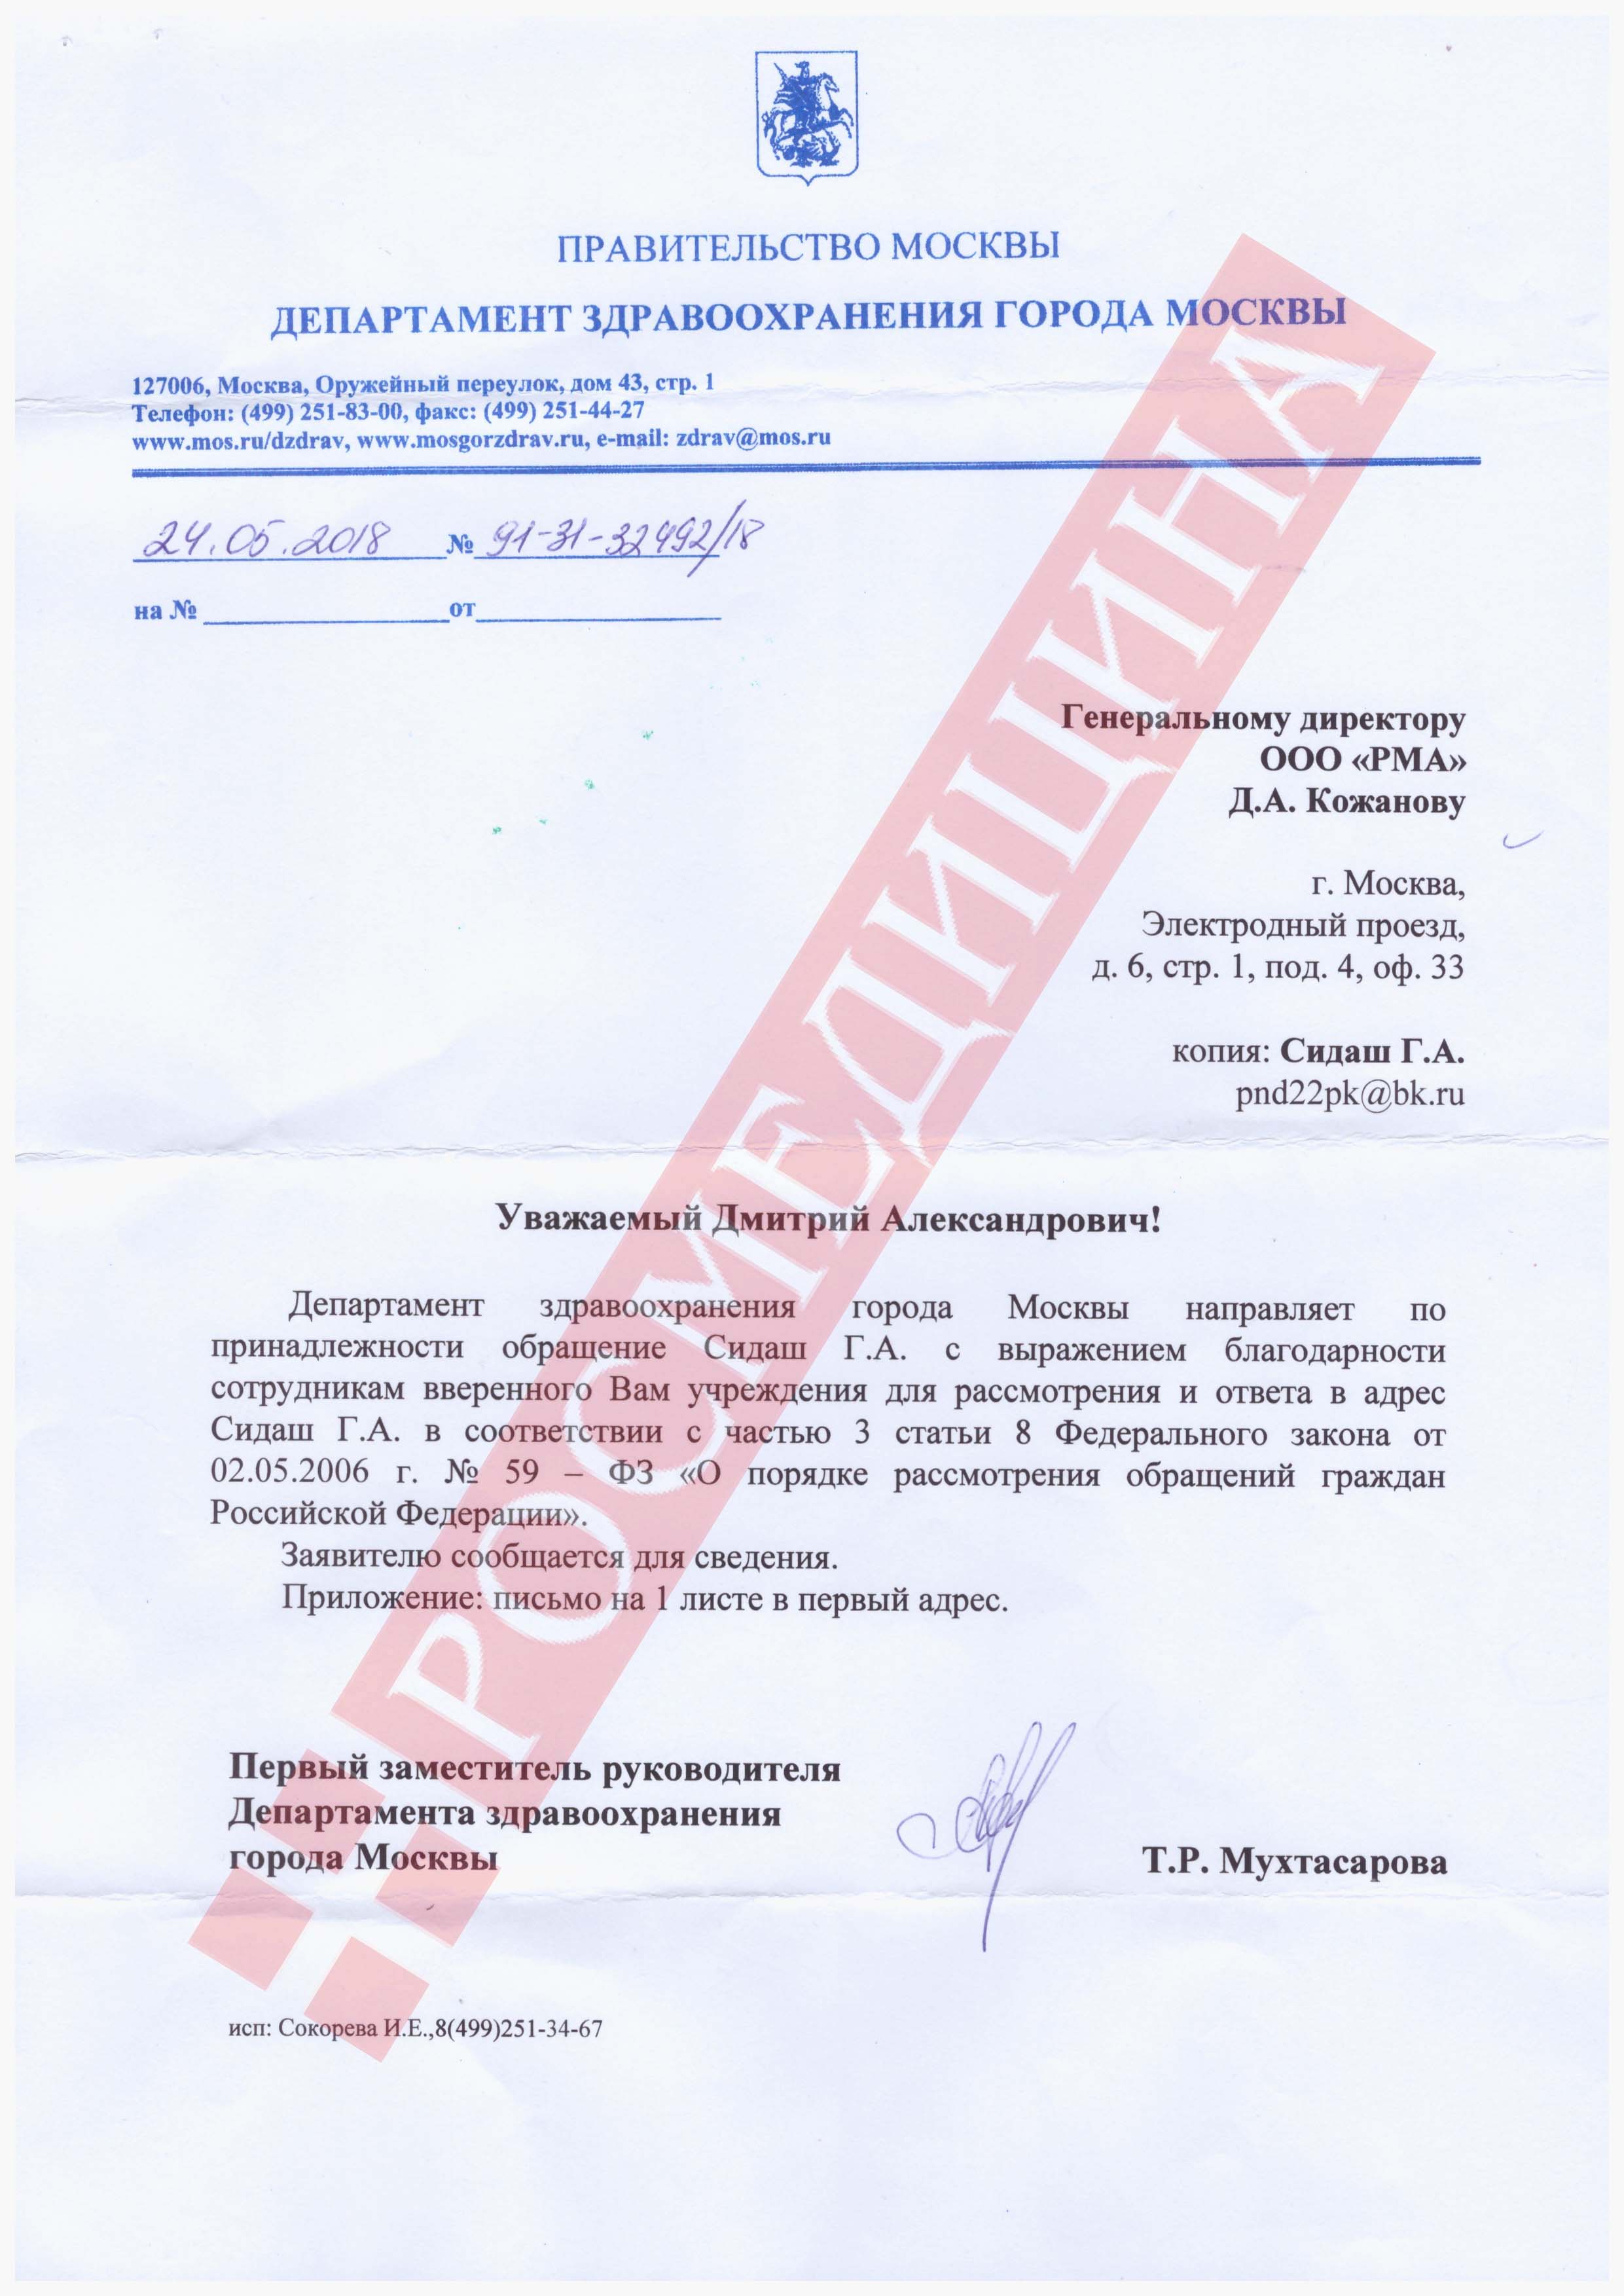 ПРАВИТЕЛЬСТВО МОСКВЫ
ДЕПАРТАМЕНТ ЗДРАВООХРАНЕНИЯ ГОРОДА МОСКВЫ
127006, Москва, Оружейный переулок, дом 43, стр. 1
Телефон: (499) 251-83-00, факс: (499) 251-44-27
www.mos.ru/dzdrav, www.mosgorzdrav.ru, e-mail: zdrav@mos.ru
24.05.2018 № 91-31-32492/18
на № от
Генеральному директору
ООО «РМА»
Д.А. Кожанову
г. Москва,
Электродный проезд,
д. 6, стр. 1, под. 4, оф. 33
копия: Сидаш Г.А.
pnd22pk@bk.ru
Уважаемый Дмитрий Александрович!
Департамент здравоохранения города Москвы направляет по
принадлежности обращение Сидаш Г.А. с выражением благодарности
сотрудникам вверенного Вам учреждения для рассмотрения и ответа в адрес
Сидаш Г.А. в соответствии с частью 3 статьи 8 Федерального закона от
02.05.2006 г. № 59 – ФЗ «О порядке рассмотрения обращений граждан
Российской Федерации».
Заявителю сообщается для сведения.
Приложение: письмо на 1 листе в первый адрес.
Первый заместитель руководителя
Департамента здравоохранения
города Москвы
Т.Р. Мухтасарова
исп: Сокорева И.Е.,8(499)251-34-67
РОСМЕДИЦИНА